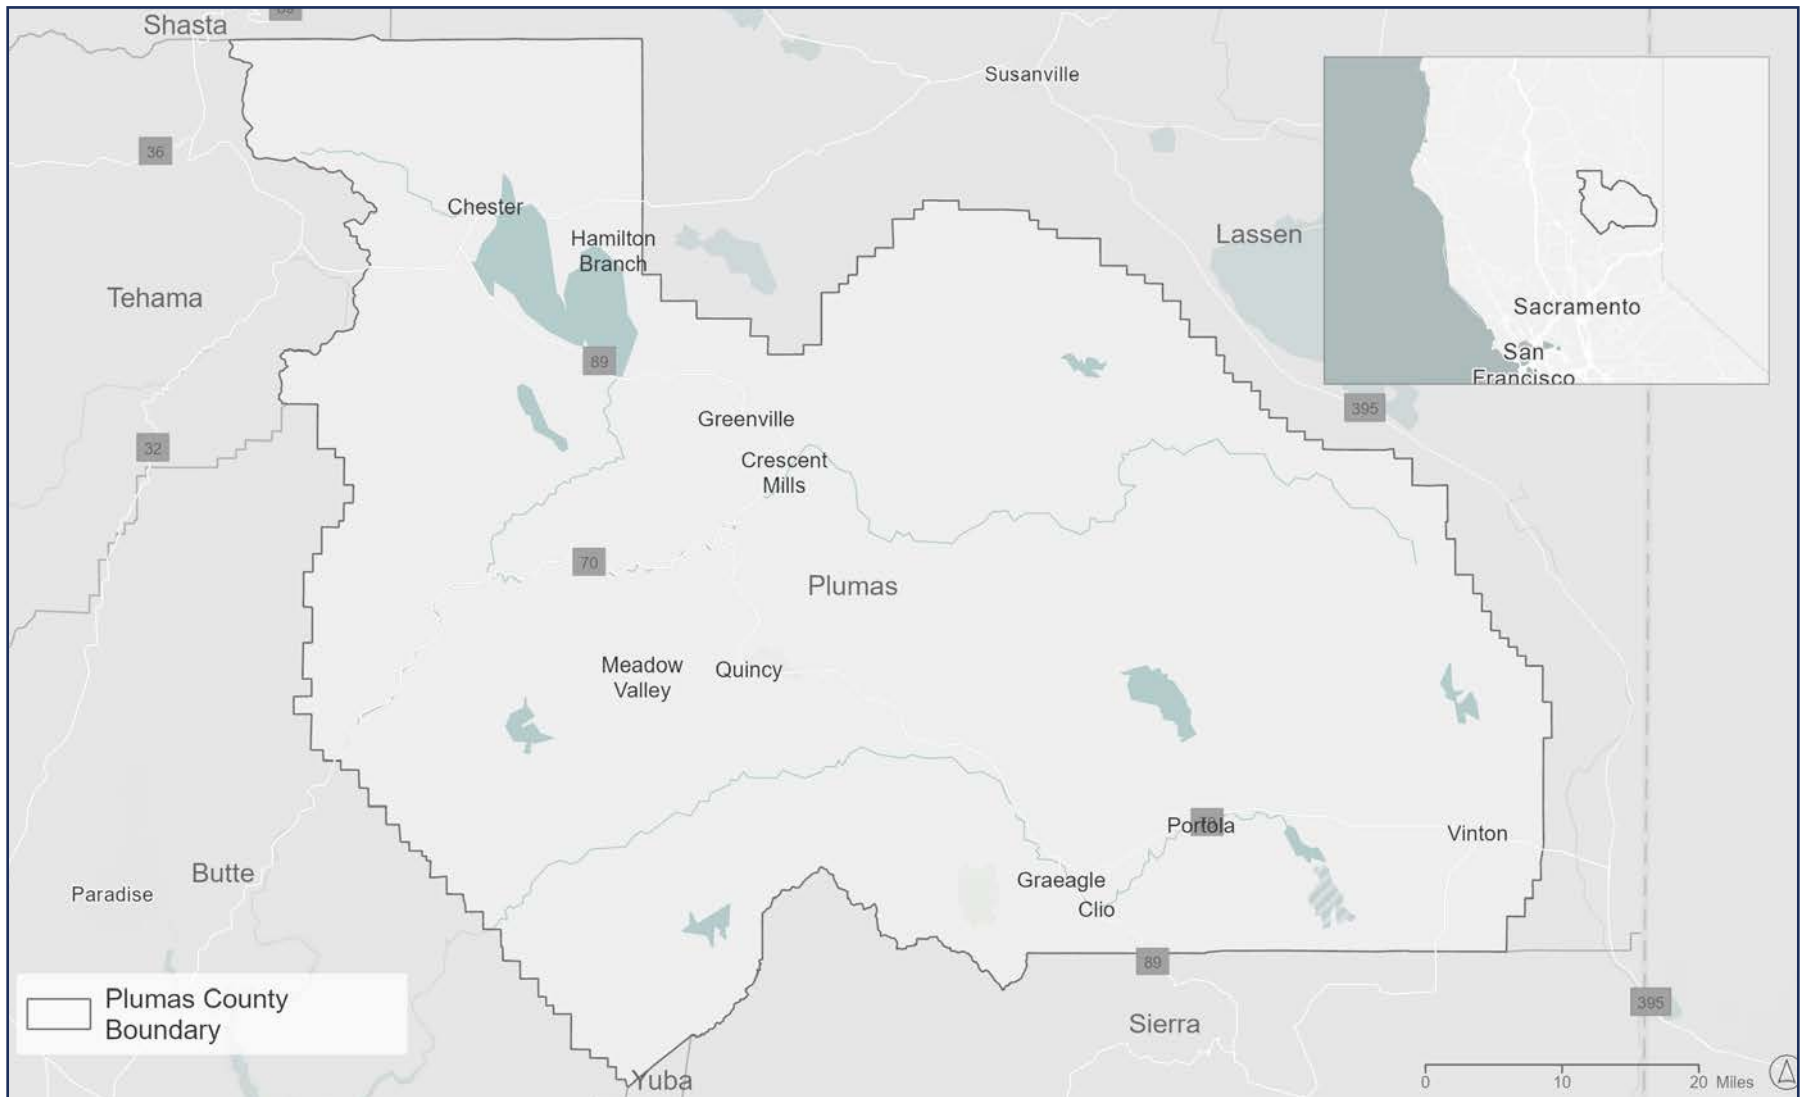 Shasta
Susanville
36
Chester
Hamilton
Branch
Lassen
Tehama
Sacramento
San
Francisco
89
395
Greenville
32
Crescent
Mills
70
Plumas
Meadow
Valley
Quincy
Portola
Vinton
Butte
Paradise
Graeagle
Clio
89
Plumas County
Boundary
395
Sierra
Yuba
0 10 20 Miles